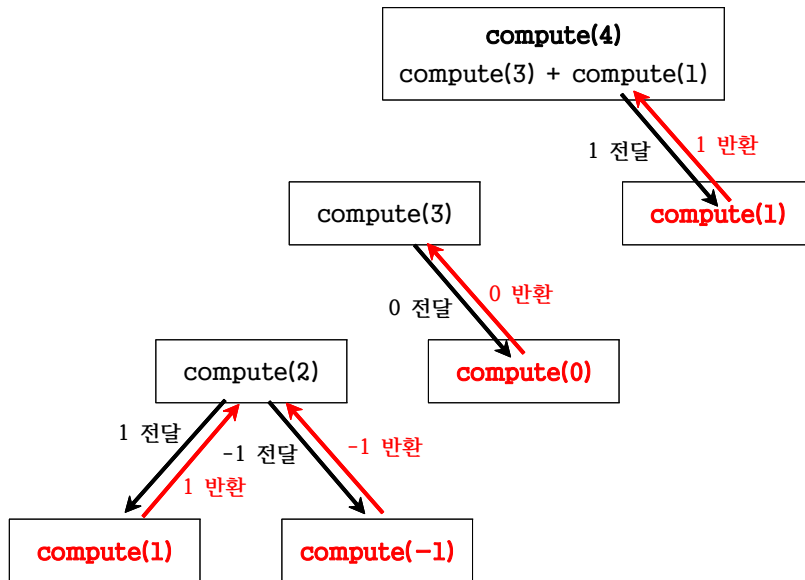 compute(4)
compute(3) + compute(1)
1 전달
1 반환
compute(3)
compute(1)
0 전달
0 반환
compute(2)
compute(0)
1 전달
1 반환
-1 전달
-1 반환
compute(1)
compute(-1)